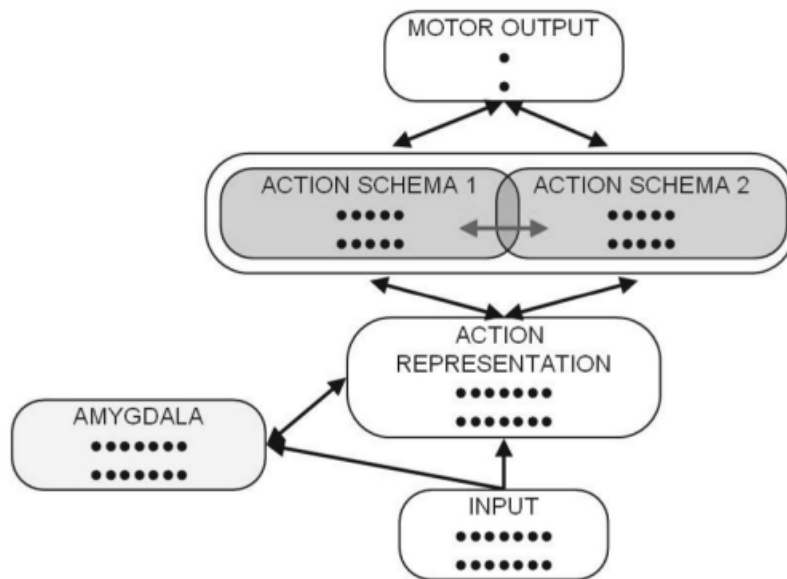 MOTOR OUTPUT
ACTION SCHEMA 1
ACTION SCHEMA 2
ACTION
REPRESENTATION
AMYGDALA
INPUT